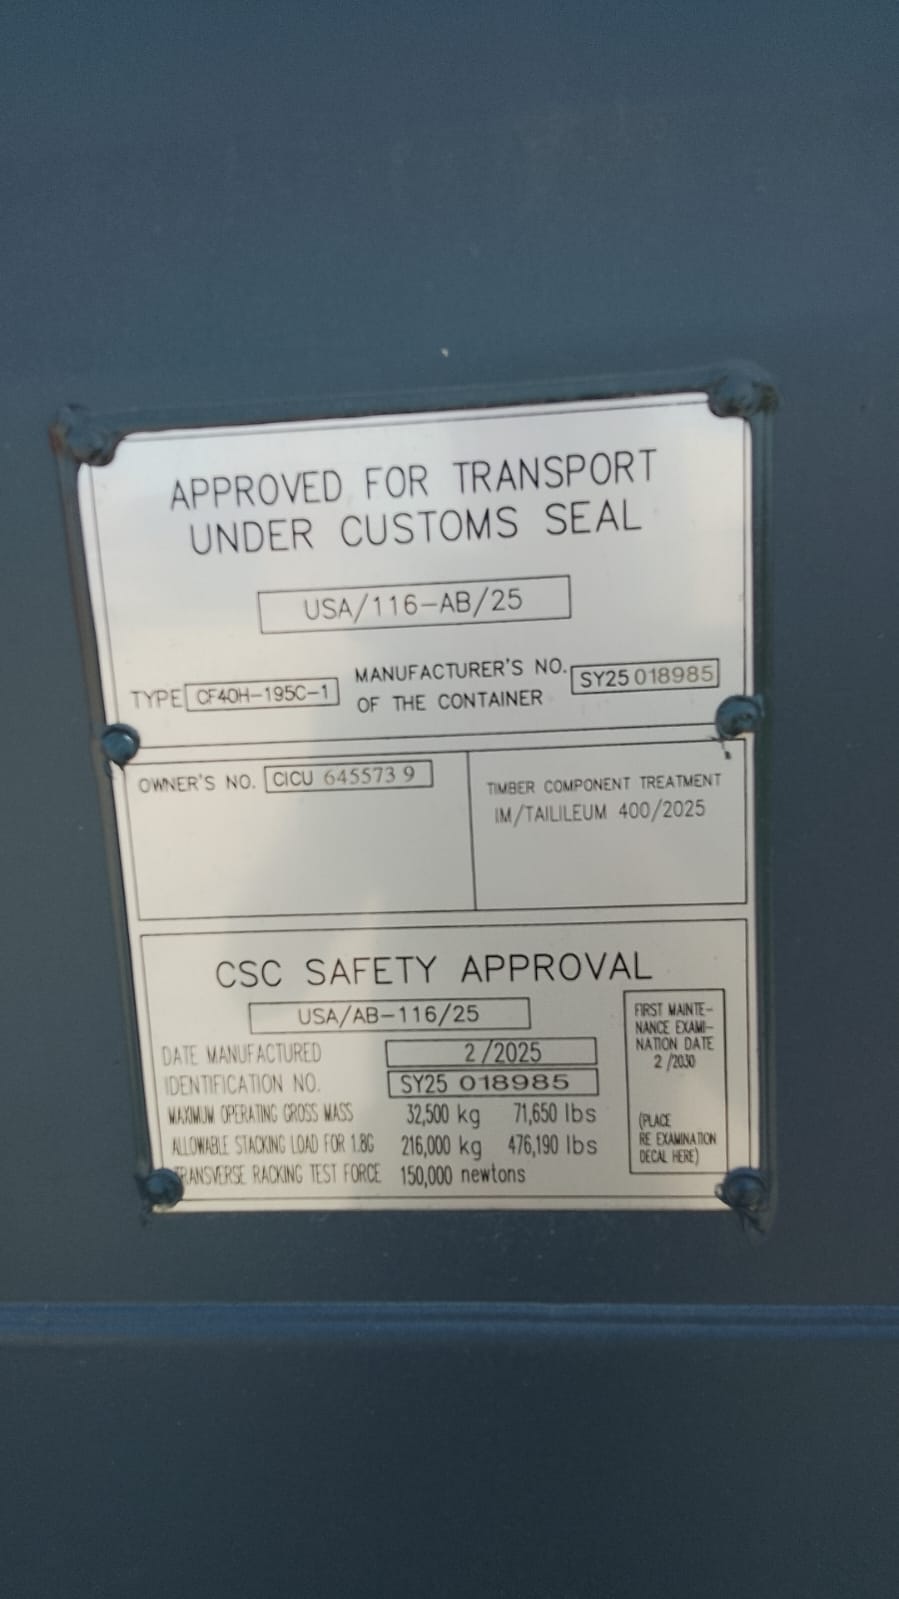 APPROVED FOR TRANSPORT
UNDER CUSTOMS SEAL
USA/116-AB/25
TYPE CF40H-195C-1
MANUFACTURER'S NO.
OF THE CONTAINER
SY25 018985
OWNER'S NO. CICU 645573 9
TIMBER COMPONENT TREATMENT
IM/TAILILEUM 400/2025
CSC SAFETY APPROVAL
USA/AB-116/25
DATE MANUFACTURED 2 /2025
IDENTIFICATION NO. SY25 018985
MAXIMUM OPERATING GROSS MASS 32,500 kg 71,650 lbs
ALLOWABLE STACKING LOAD FOR 1.8G 216,000 kg 476,190 lbs
TRANSVERSE RACKING TEST FORCE 150,000 newtons
FIRST MAINTE-
NANCE EXAMI-
NATION DATE
2 /2030
(PLACE
RE EXAMINATION
DECAL HERE)